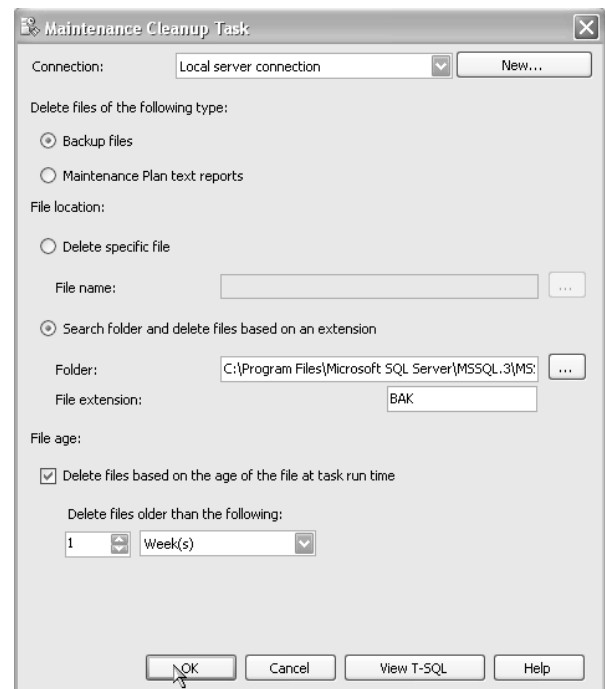 Maintenance Cleanup Task
Connection: Local server connection New...
Delete files of the following type:
Backup files
Maintenance Plan text reports
File location:
Delete specific file
File name: ...
Search folder and delete files based on an extension
Folder: C:\Program Files\Microsoft SQL Server\MSSQL.3\MS: ...
File extension: BAK
File age:
Delete files based on the age of the file at task run time
Delete files older than the following:
1 Week(s)
OK Cancel View T-SQL Help